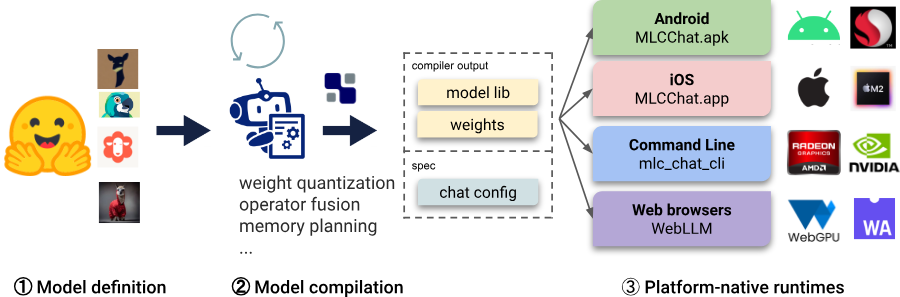 Android
MLCChat.apk
compiler output
model lib
weights
iOS
MLCChat.app
M2
Command Line
mlc_chat_cli
RADEON
GRAPHICS
AMD
NVIDIA
spec
chat config
weight quantization
operator fusion
memory planning
...
Web browsers
WebLLM
WebGPU
WA
① Model definition
② Model compilation
③ Platform-native runtimes